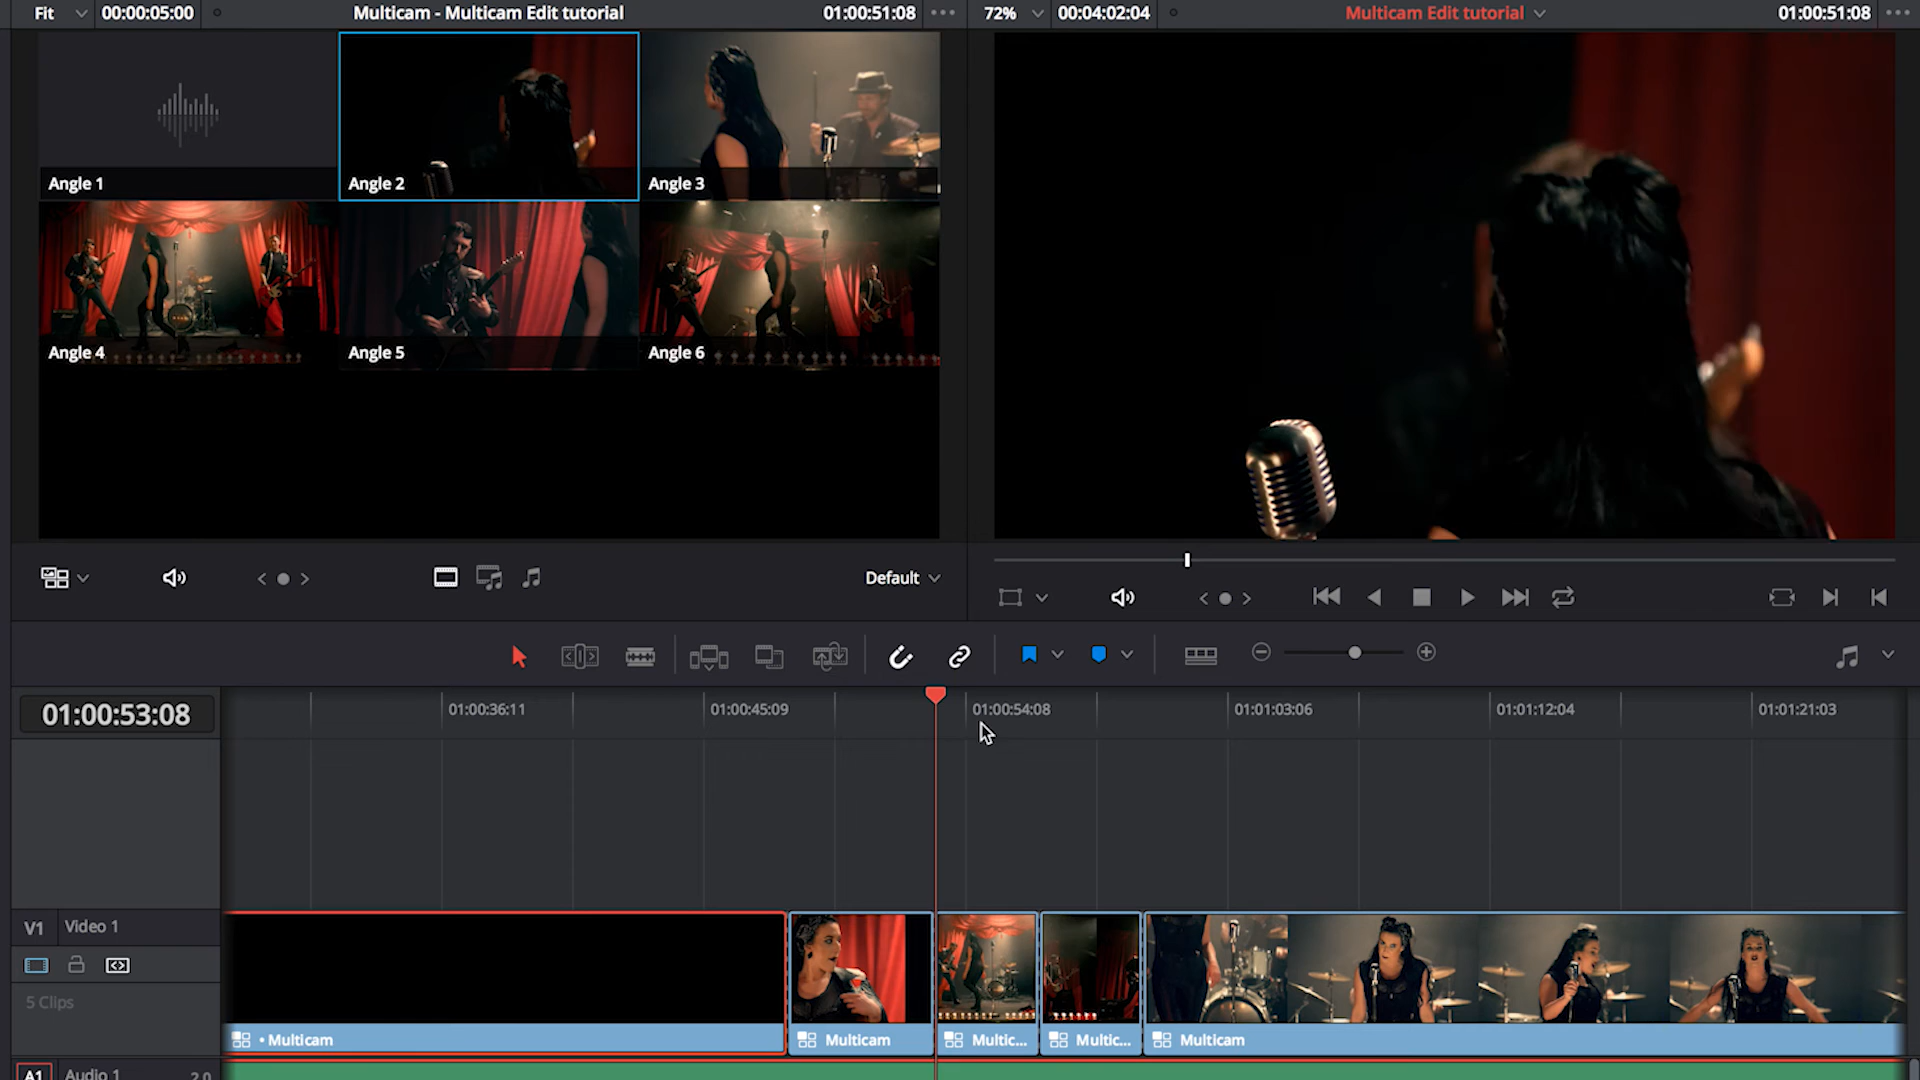 Fit 00:00:05:00 Multicam - Multicam Edit tutorial 01:00:51:08 72% 00:04:02:04 Multicam Edit tutorial 01:00:51:08
Angle 1 Angle 2 Angle 3
Angle 4 Angle 5 Angle 6
Default
01:00:53:08 01:00:36:11 01:00:45:09 01:00:54:08 01:01:03:06 01:01:12:04 01:01:21:03
V1 Video 1
5 Clips
• Multicam Multicam Multic... Multic... Multicam
A1 Audio 1 2.0